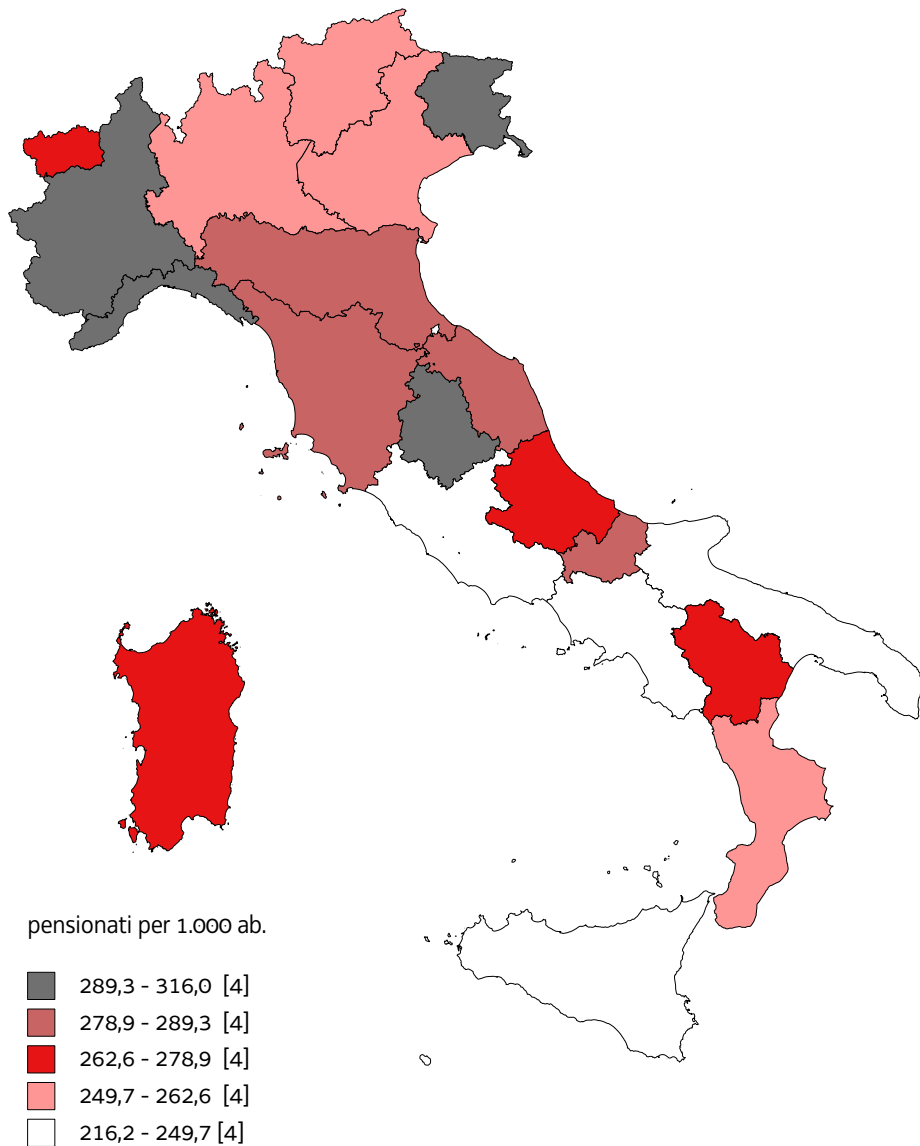 pensionati per 1.000 ab.
289,3 - 316,0 [4]
278,9 - 289,3 [4]
262,6 - 278,9 [4]
249,7 - 262,6 [4]
216,2 - 249,7 [4]